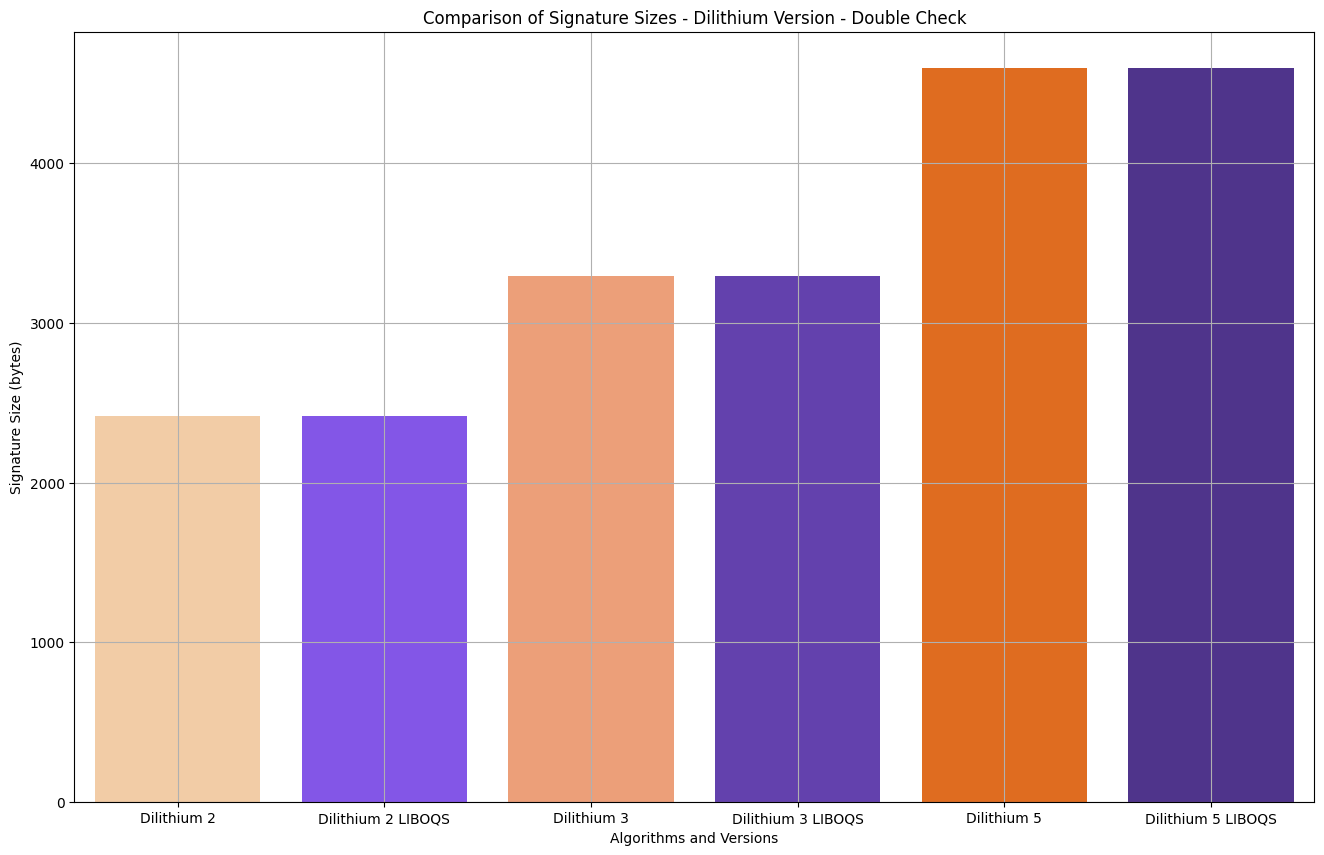 Comparison of Signature Sizes - Dilithium Version - Double Check
Signature Size (bytes)
4000
3000
2000
1000
0
Dilithium 2
Dilithium 2 LIBOQS
Dilithium 3
Dilithium 3 LIBOQS
Dilithium 5
Dilithium 5 LIBOQS
Algorithms and Versions